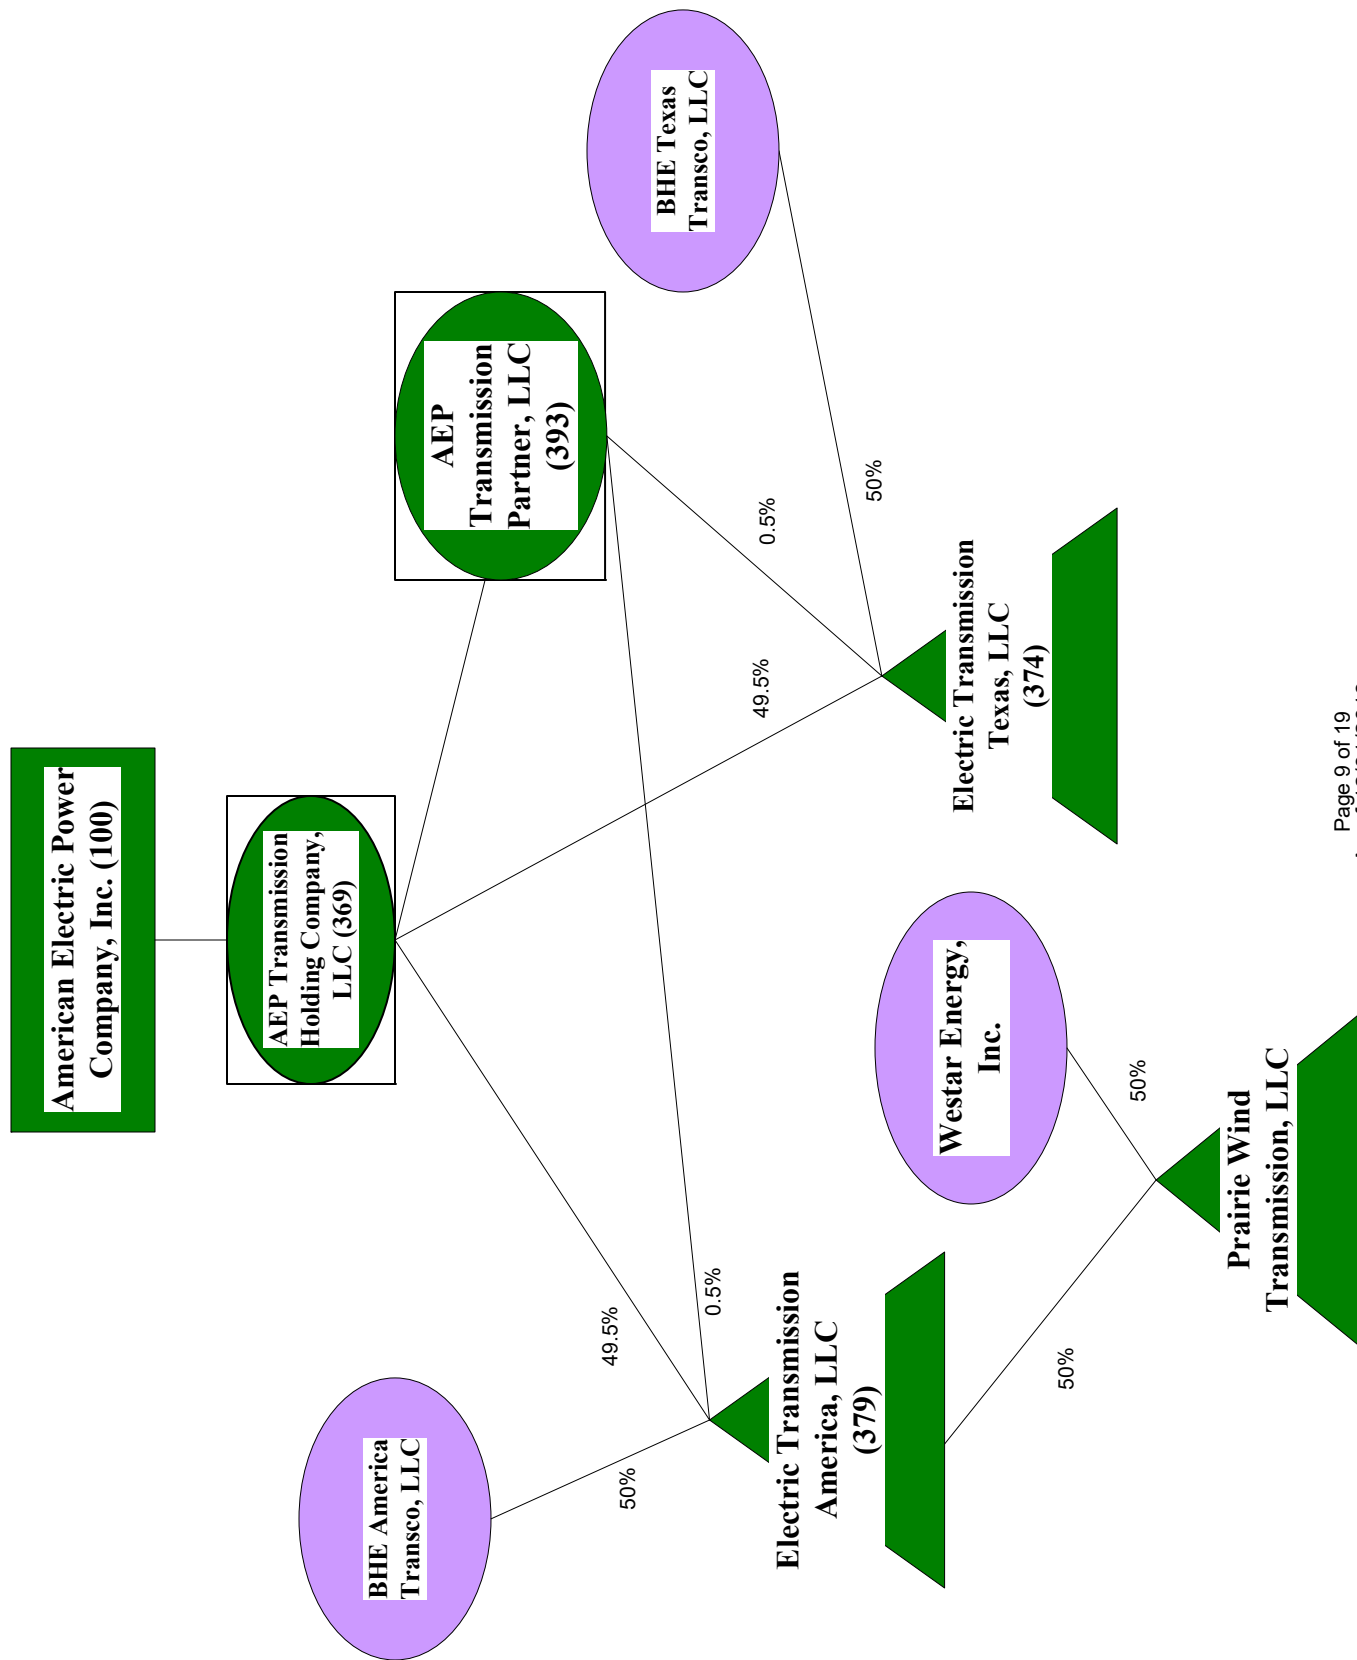 American Electric Power
Company, Inc. (100)
AEP Transmission
Holding Company,
LLC (369)
AEP
Transmission
Partner, LLC
(393)
BHE America
Transco, LLC
BHE Texas
Transco, LLC
50%
49.5%
0.5%
49.5%
0.5%
50%
Electric Transmission
America, LLC
(379)
Westar Energy,
Inc.
Electric Transmission
Texas, LLC
(374)
50%
50%
Prairie Wind
Transmission, LLC
Page 9 of 19